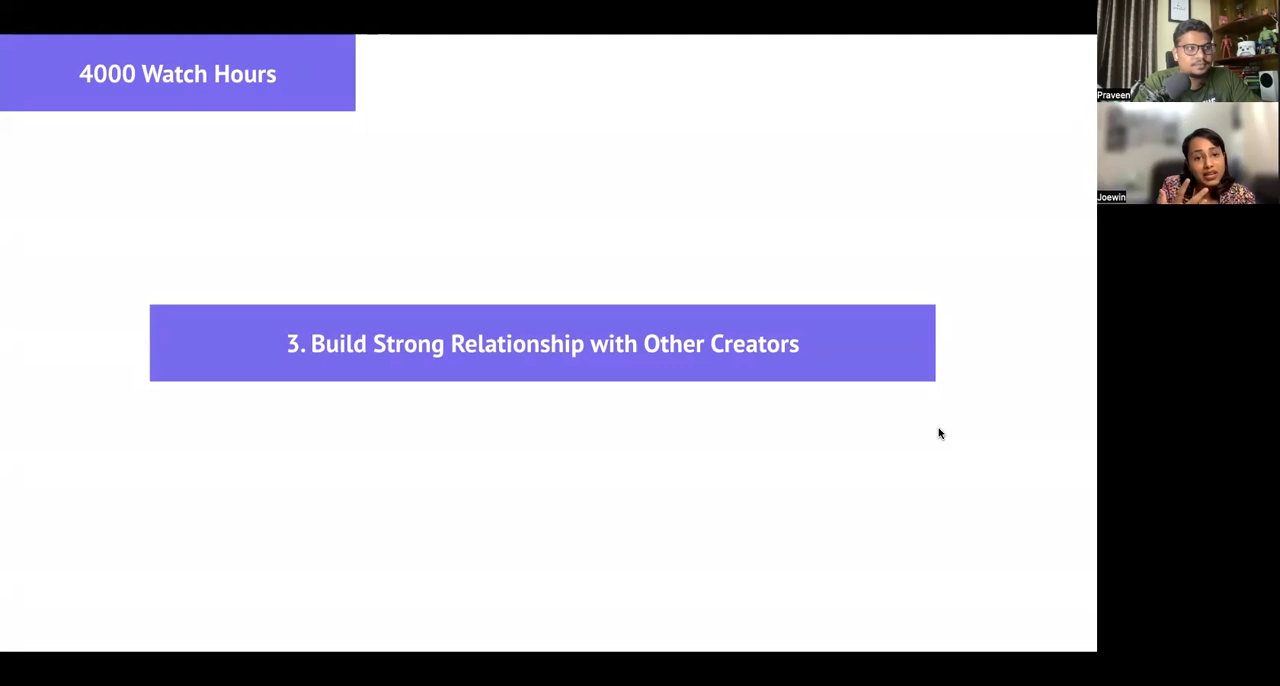 4000 Watch Hours
Praveen
Joewin
3. Build Strong Relationship with Other Creators